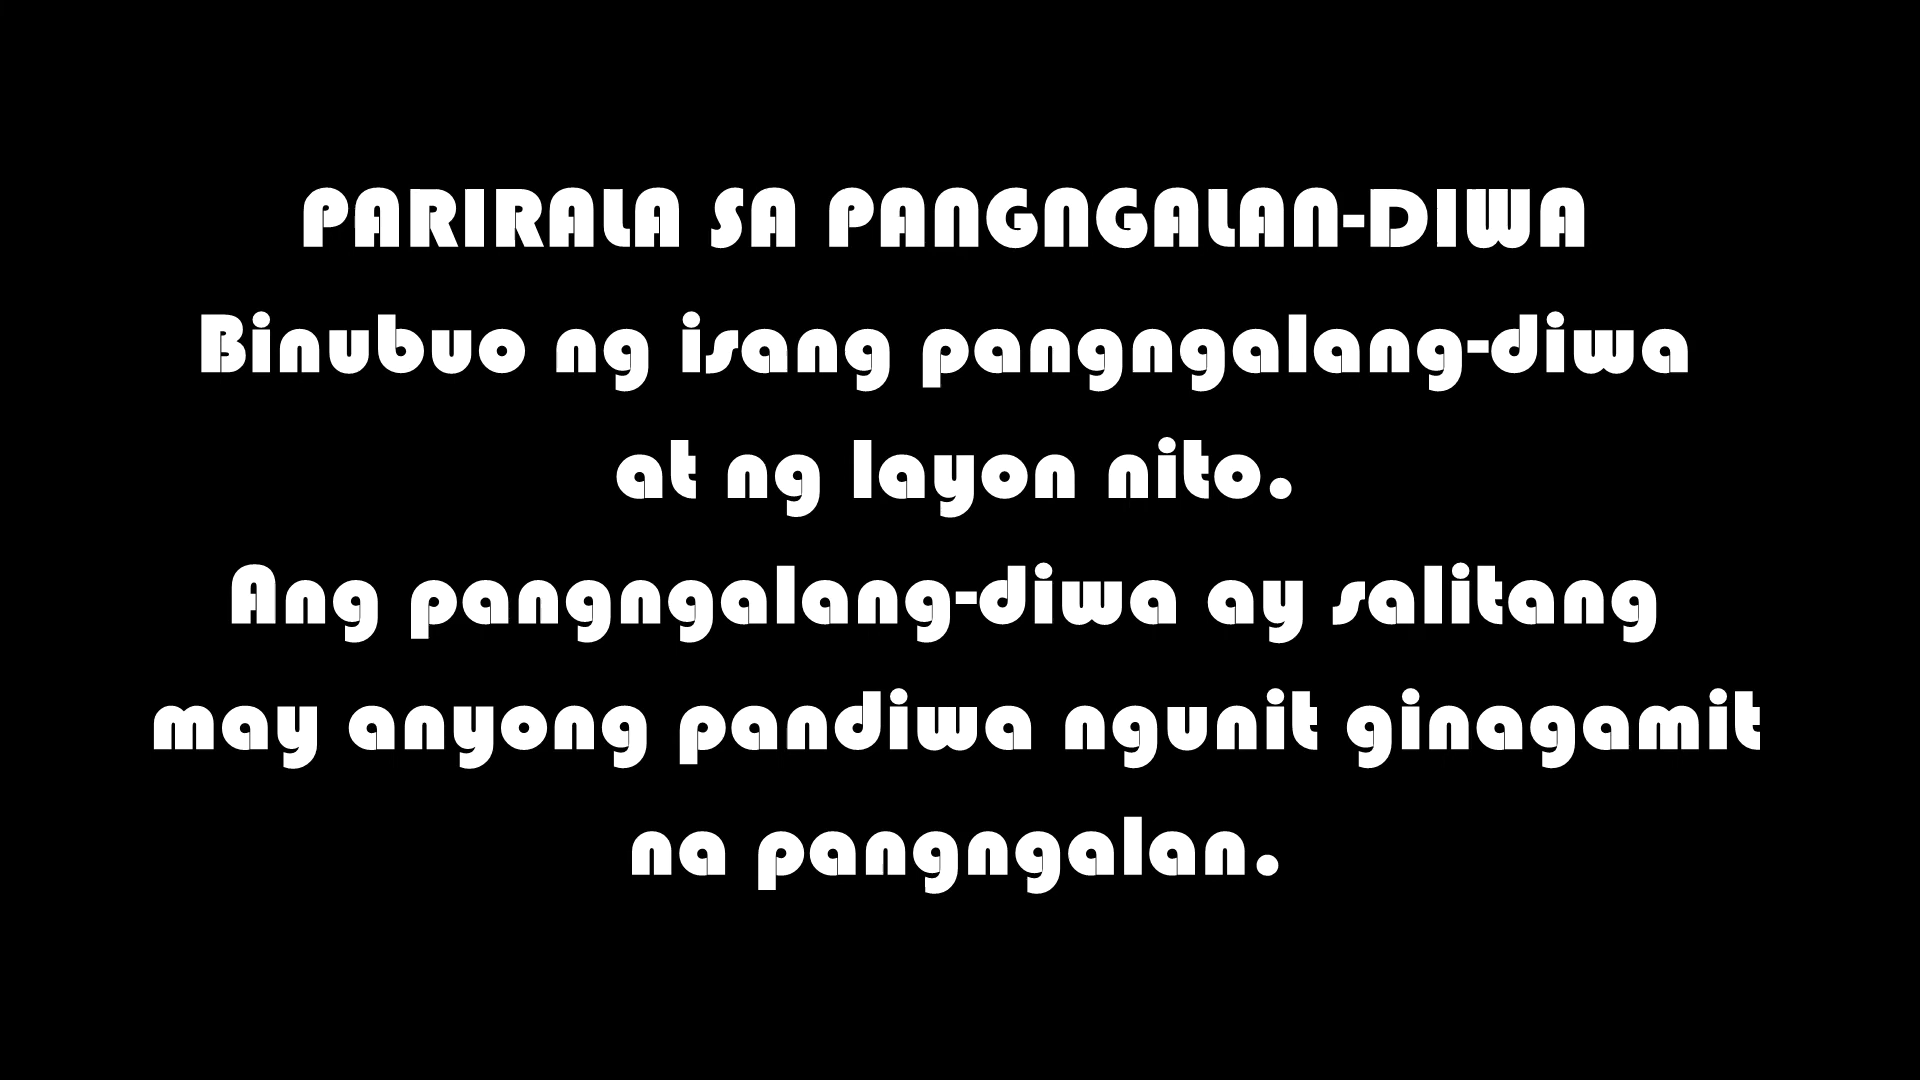 PARIRALA SA PANGNGALAN-DIWA
Binubuo ng isang pangngalang-diwa
at ng layon nito.
Ang pangngalang-diwa ay salitang
may anyong pandiwa ngunit ginagamit
na pangngalan.